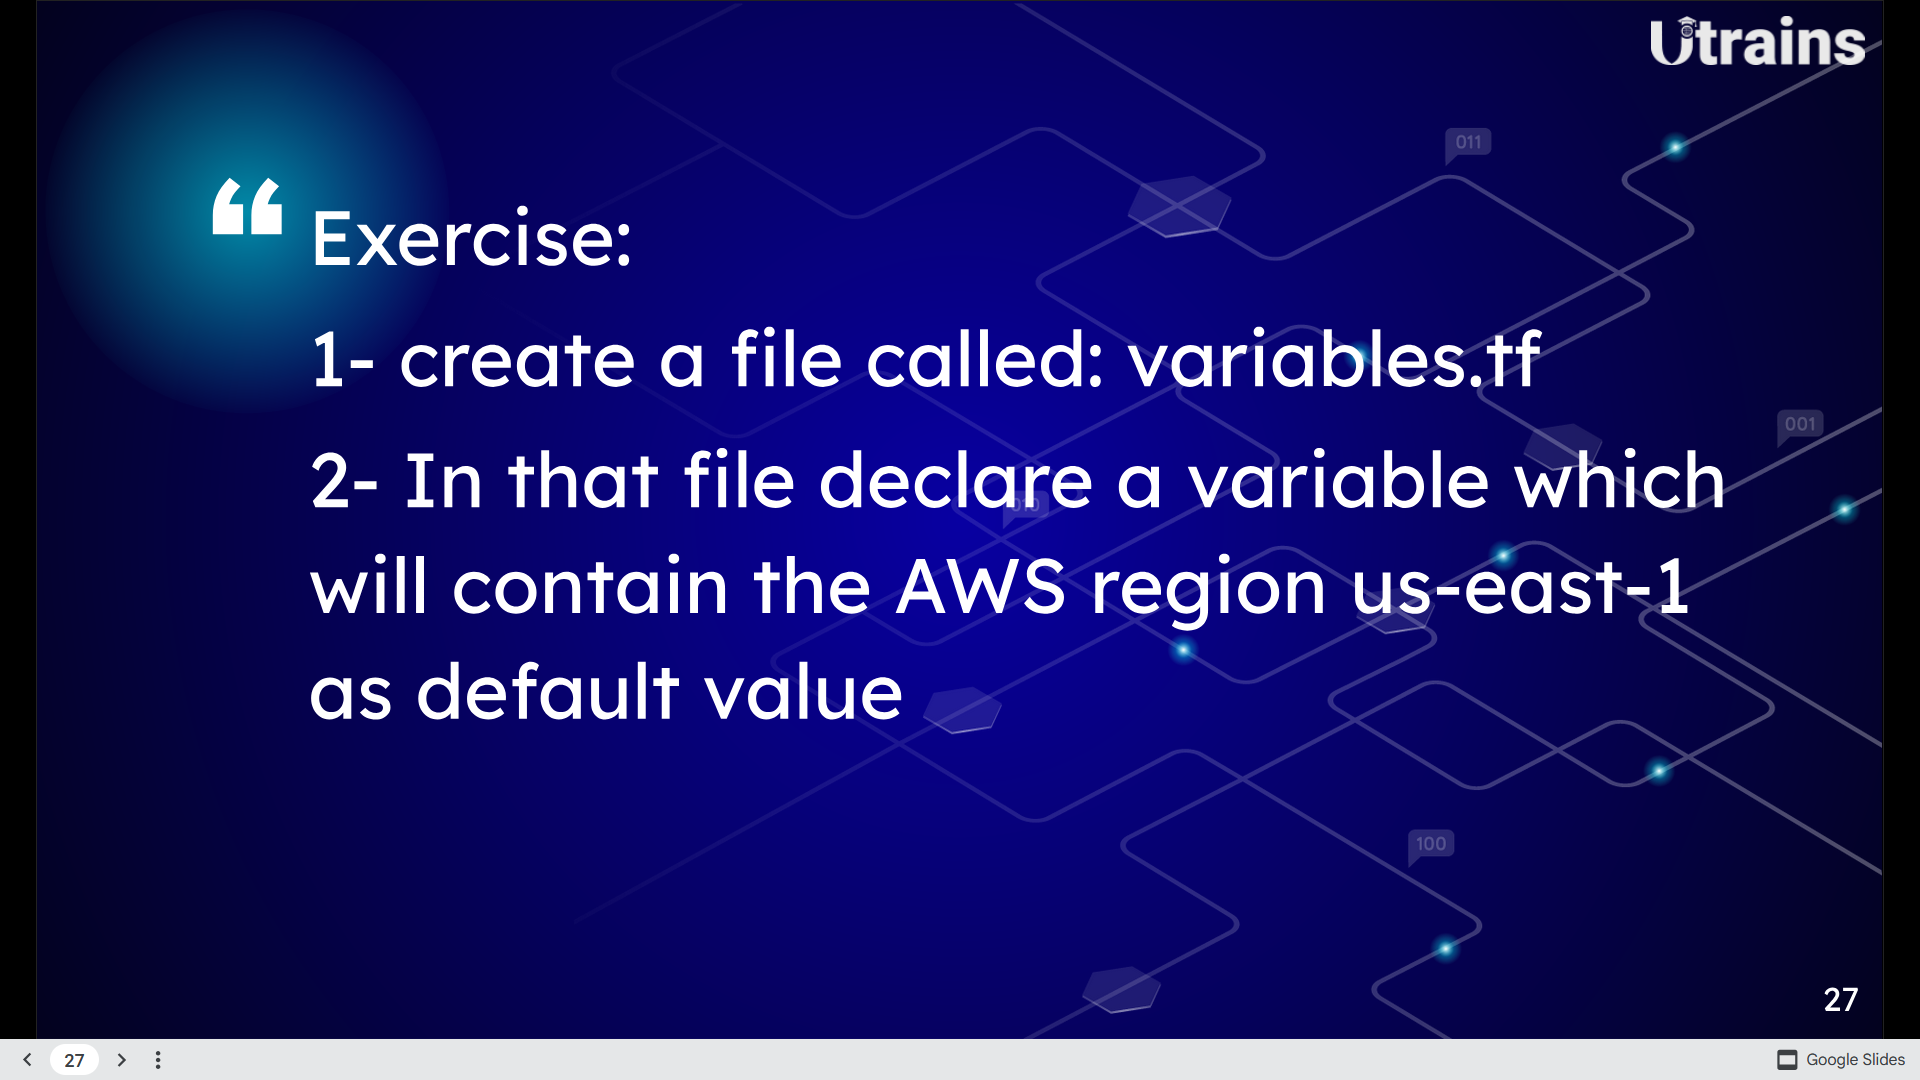 Utrains
011
“ Exercise:
1- create a file called: variables.tf
001
2- In that file declare a variable which
010
will contain the AWS region us-east-1
as default value
100
27
27
Google Slides